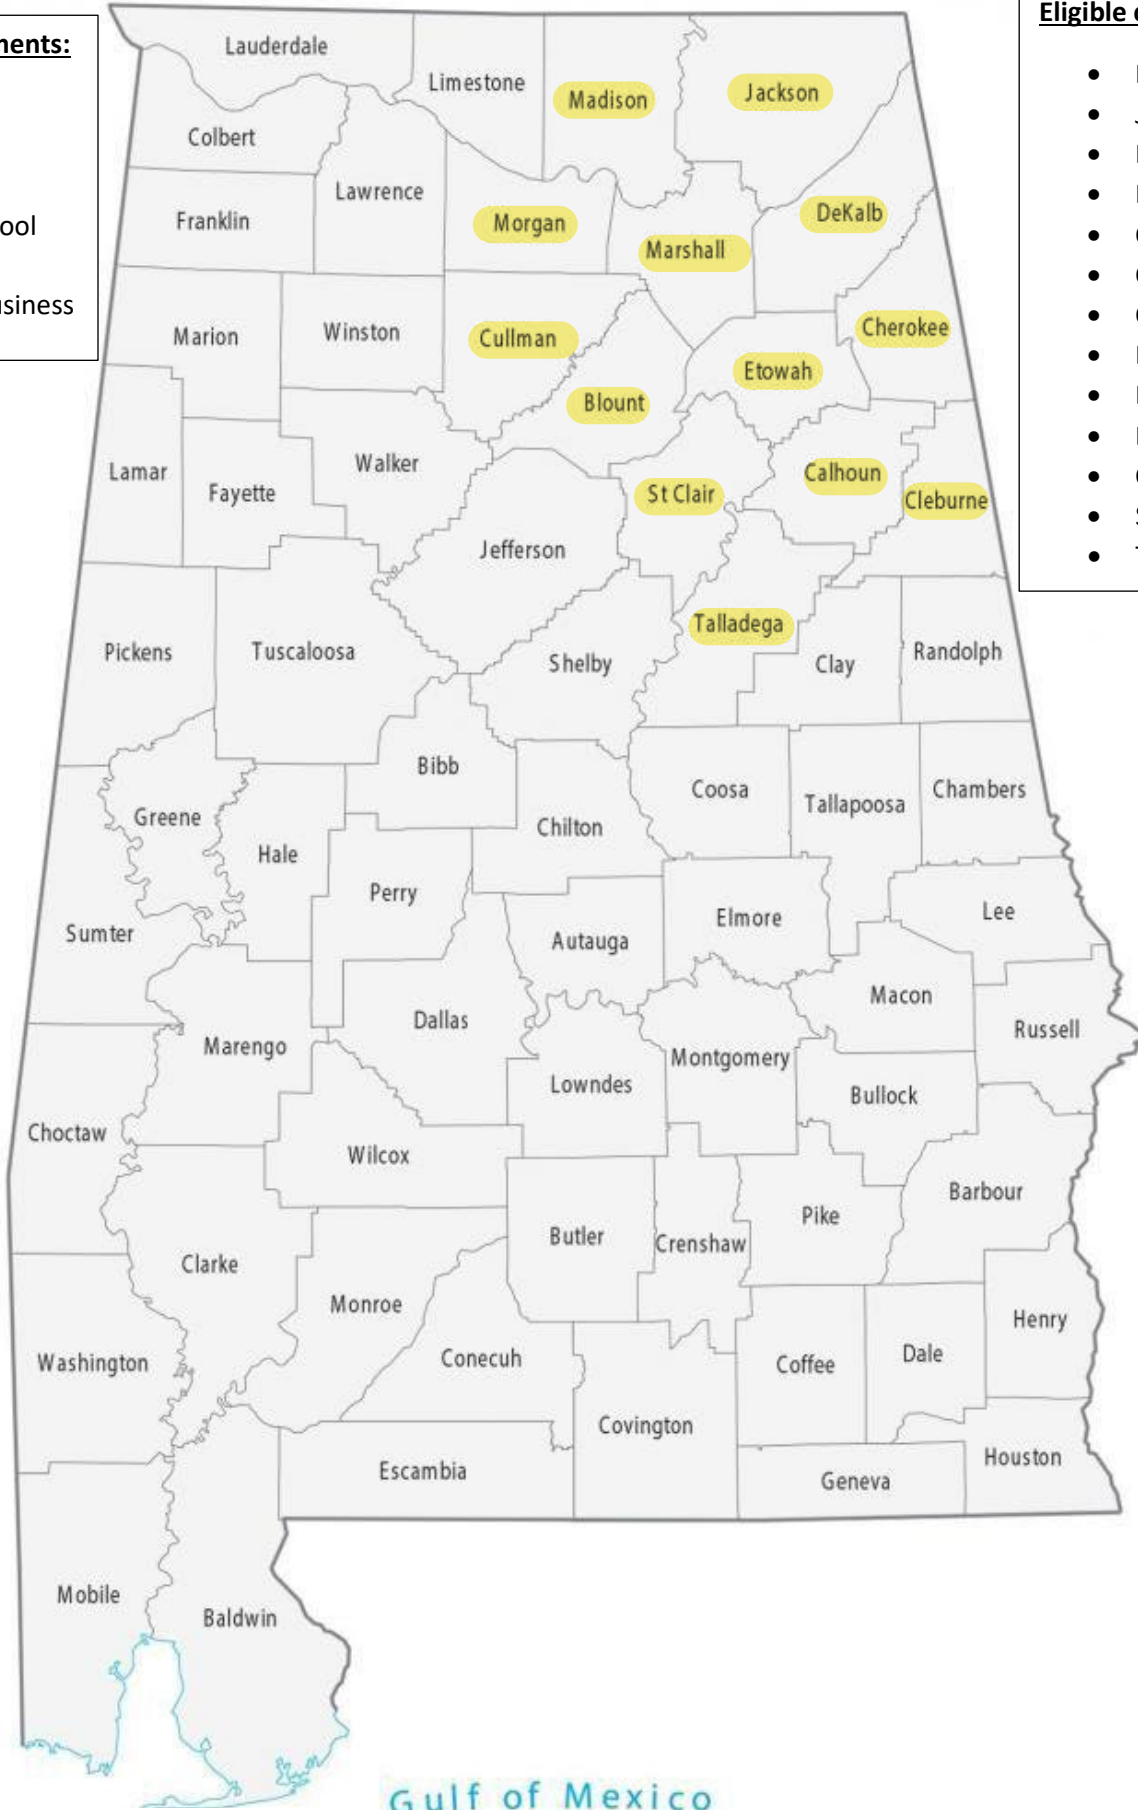 ments:
ool
usiness
Eligible
Lauderdale
Limestone
Madison
Jackson
Colbert
Lawrence
Franklin
Morgan
Marshall
DeKalb
Marion
Winston
Cullman
Cherokee
Etowah
Blount
Lamar
Fayette
Walker
St Clair
Calhoun
Cleburne
Jefferson
Talladega
Pickens
Tuscaloosa
Shelby
Clay
Randolph
Bibb
Coosa
Tallapoosa
Chambers
Greene
Hale
Chilton
Perry
Sumter
Autauga
Elmore
Lee
Macon
Dallas
Marengo
Russell
Lowndes
Montgomery
Bullock
Choctaw
Wilcox
Barbour
Butler
Pike
Crenshaw
Clarke
Monroe
Henry
Washington
Conecuh
Coffee
Dale
Covington
Escambia
Geneva
Houston
Mobile
Baldwin
Gulf of Mexico